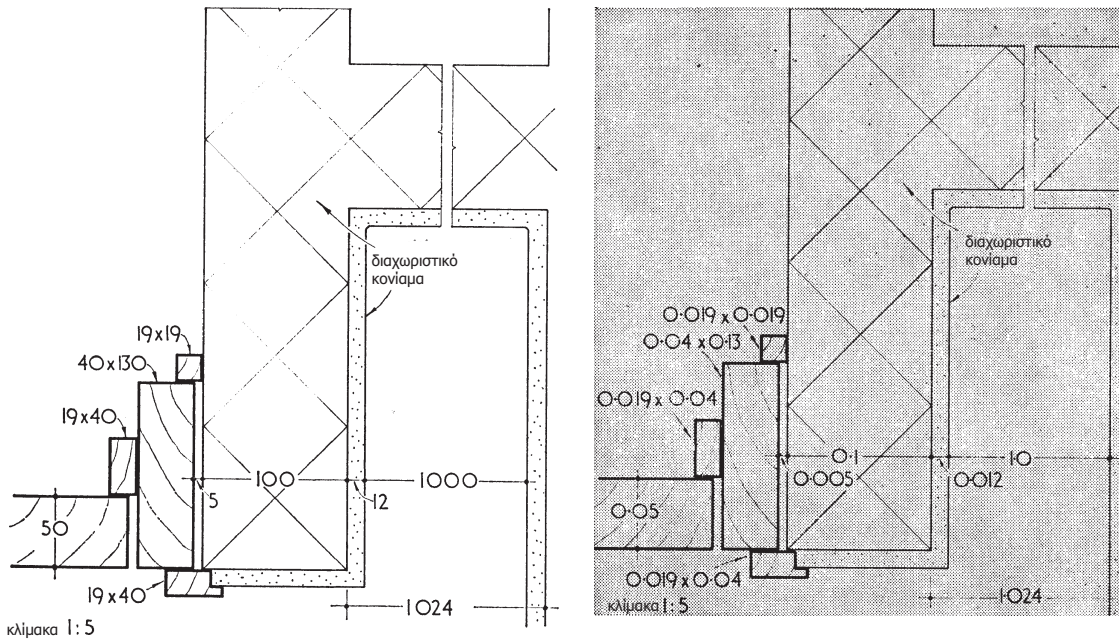 διαχωριστικό
κονίαμα
19x19
40x130
19x40
5
100
12
1000
50
19x40
1024
κλίμακα 1:5
διαχωριστικό
κονίαμα
0·019 x 0·019
0·04 x 0·13
0·019 x 0·04
0·1
0·005
0·012
1·0
0·05
0·019 x 0·04
1·024
κλίμακα 1:5